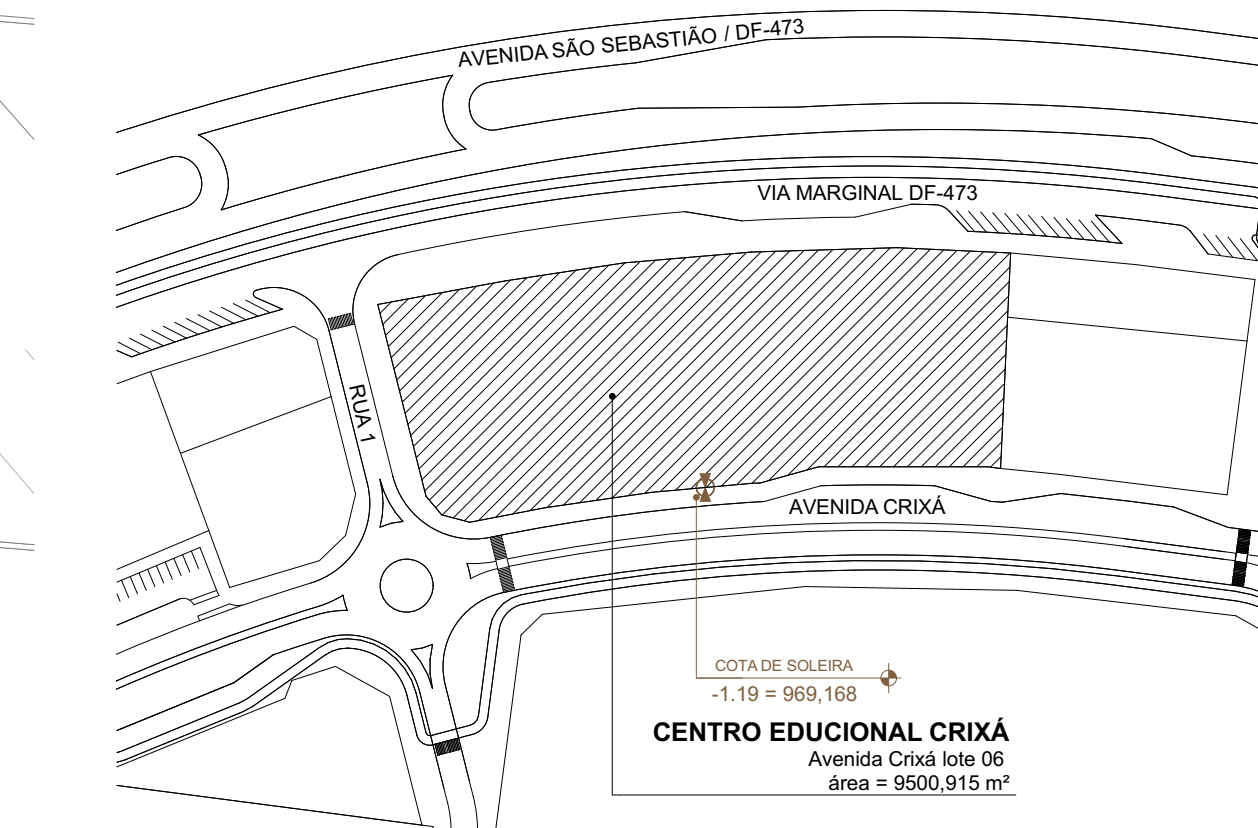 AVENIDA SÃO SEBASTIÃO / DF-473
VIA MARGINAL DF-473
RUA 1
AVENIDA CRIXÁ
COTA DE SOLEIRA
-1.19 = 969,168
CENTRO EDUCIONAL CRIXÁ
Avenida Crixá lote 06
área = 9500,915 m²